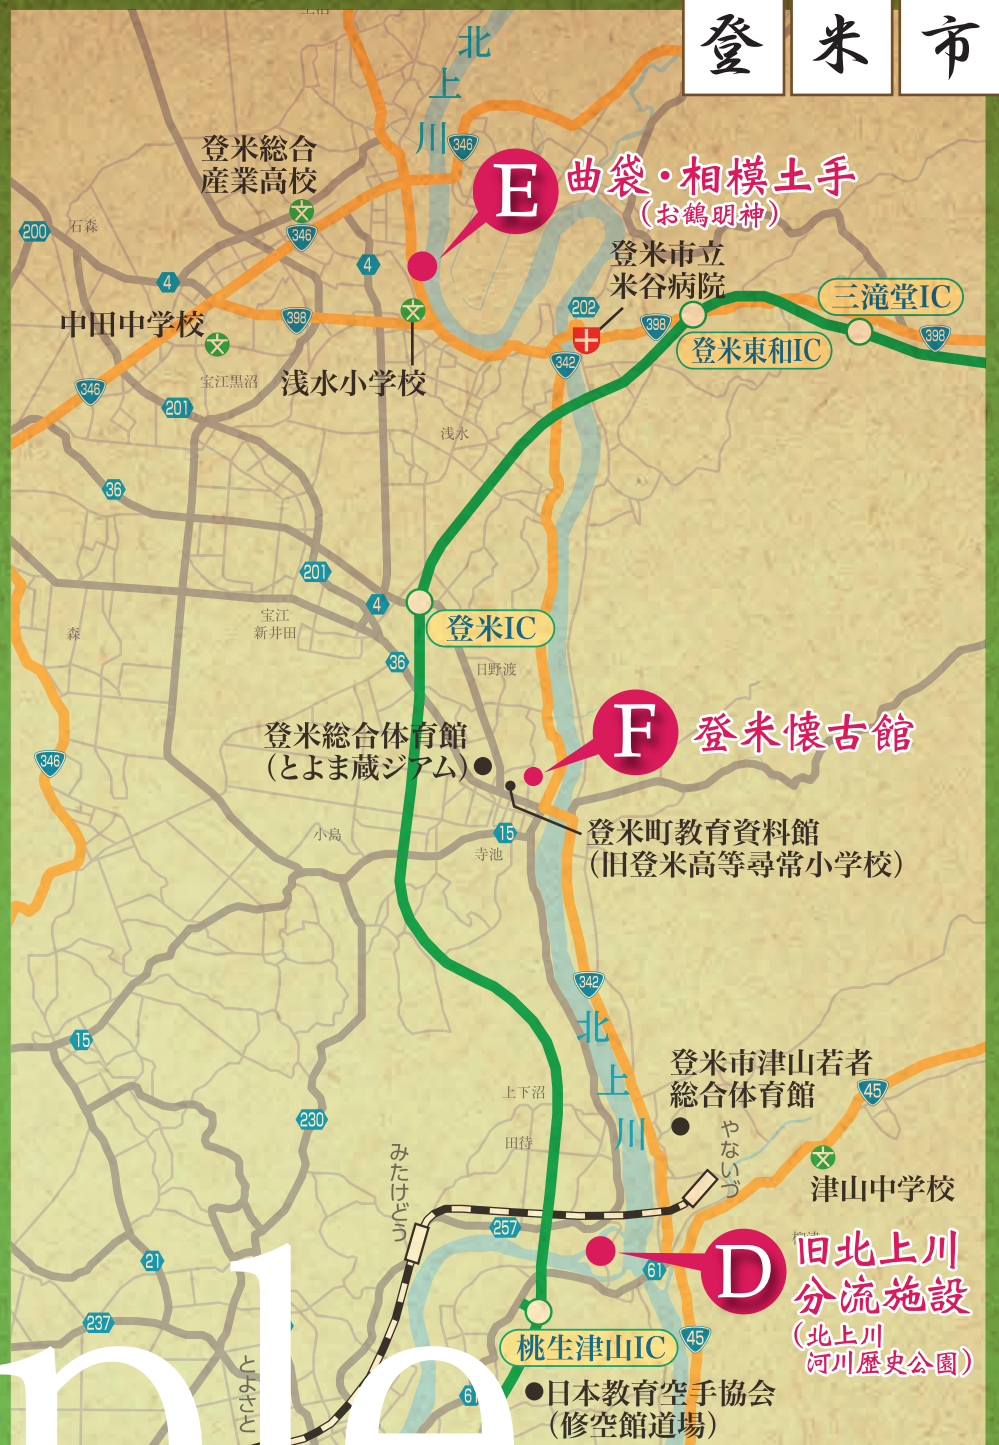 登米市
北上川
346
登米総合
産業高校
346
200
石森
4
4
398
中田中学校
浅水小学校
346
宝江黒沼
201
浅水
36
E
曲袋・相模土手
(お鶴明神)
登米市立
米谷病院
202
398
342
三滝堂IC
登米東和IC
398
201
4
宝江
新井田
森
登米IC
36
日野渡
346
F
登米懐古館
登米総合体育館
(とよま蔵ジアム)
小島
15
寺池
登米町教育資料館
(旧登米高等尋常小学校)
342
北上川
15
上下沼
230
田待
登米市津山若者
総合体育館
45
やないづ
みたけどう
津山中学校
257
21
61
D
旧北上川
分流施設
(北上川
河川歴史公園)
237
桃生津山IC
45
とよさと
日本教育空手協会
(修空館道場)
ple